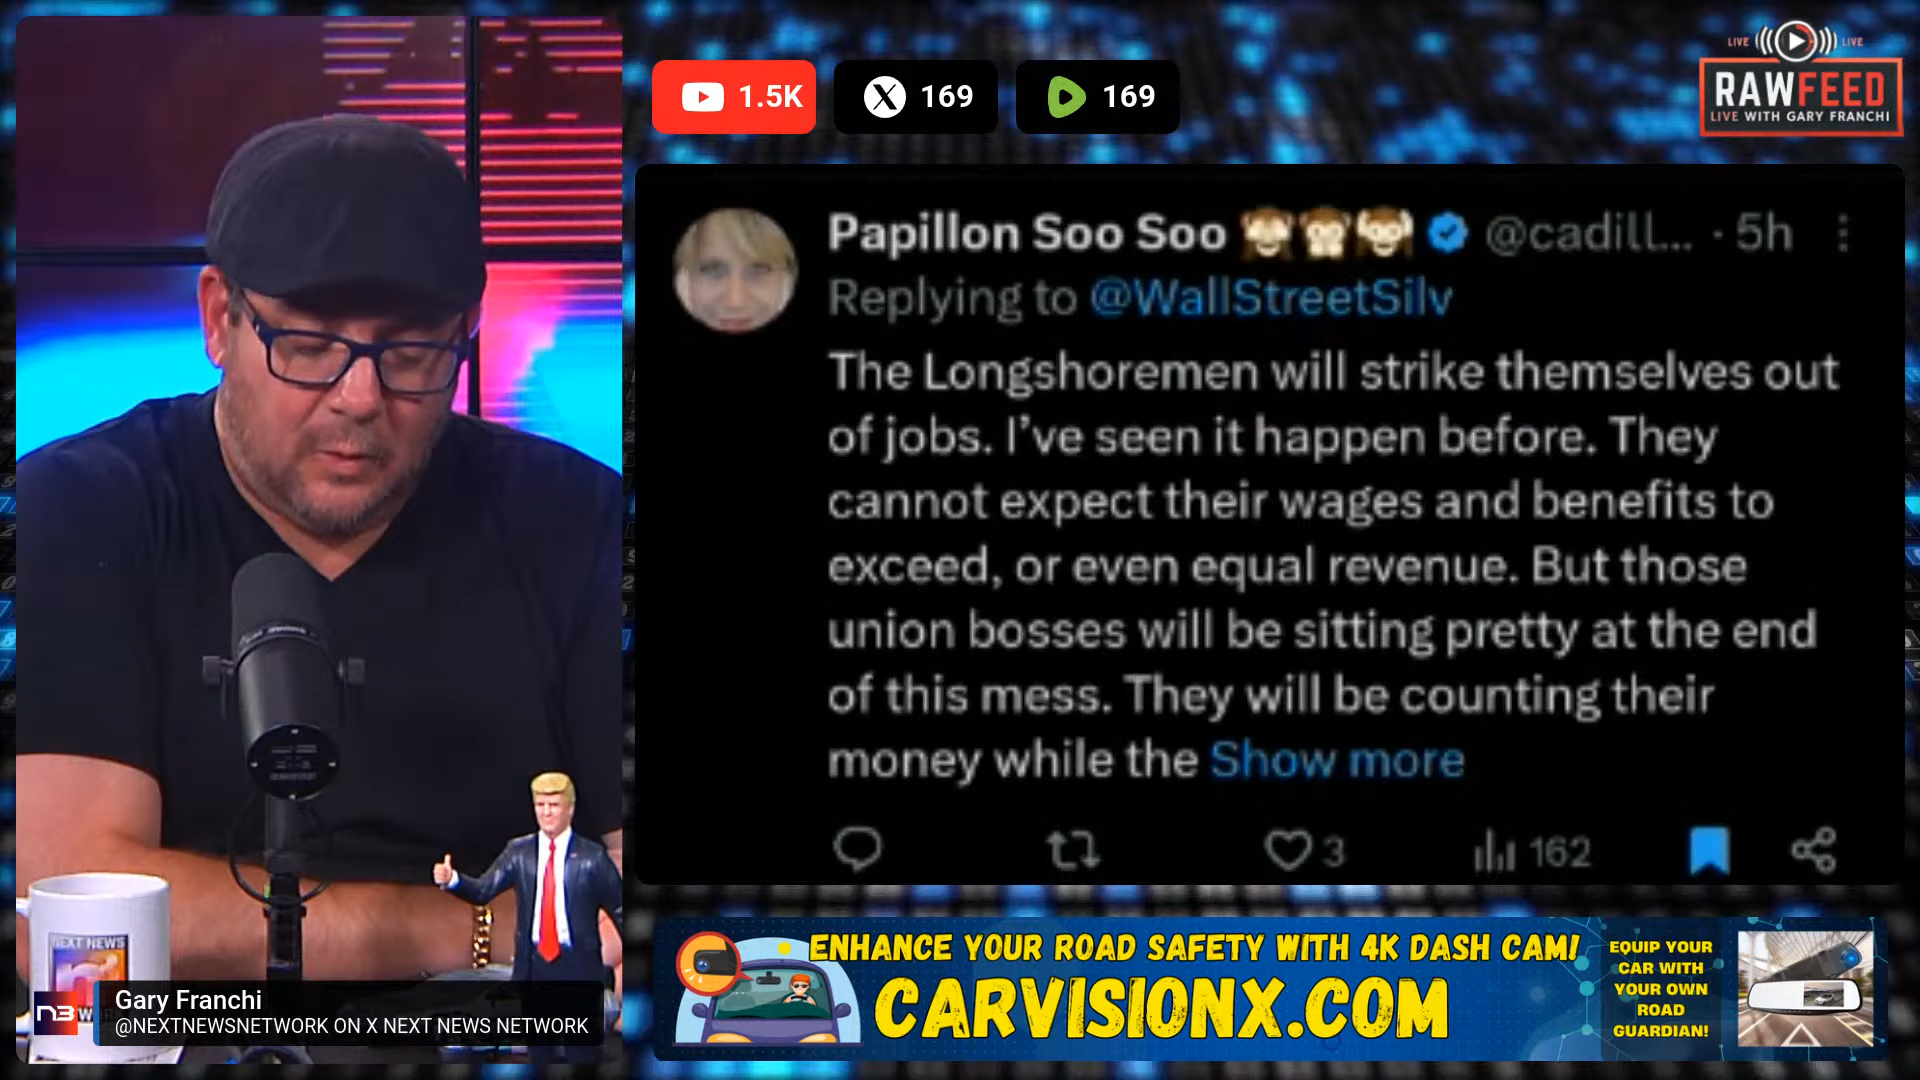 1.5K
169
169
LIVE LIVE
RAWFEED
LIVE WITH GARY FRANCHI
Papillon Soo Soo 🙈🙊🙉 @cadill... · 5h
Replying to @WallStreetSilv
The Longshoremen will strike themselves out
of jobs. I've seen it happen before. They
cannot expect their wages and benefits to
exceed, or even equal revenue. But those
union bosses will be sitting pretty at the end
of this mess. They will be counting their
money while the Show more
3
162
NEXT NEWS
Gary Franchi
@NEXTNEWSNETWORK ON X NEXT NEWS NETWORK
ENHANCE YOUR ROAD SAFETY WITH 4K DASH CAM!
CARVISIONX.COM
EQUIP YOUR
CAR WITH
YOUR OWN
ROAD
GUARDIAN!